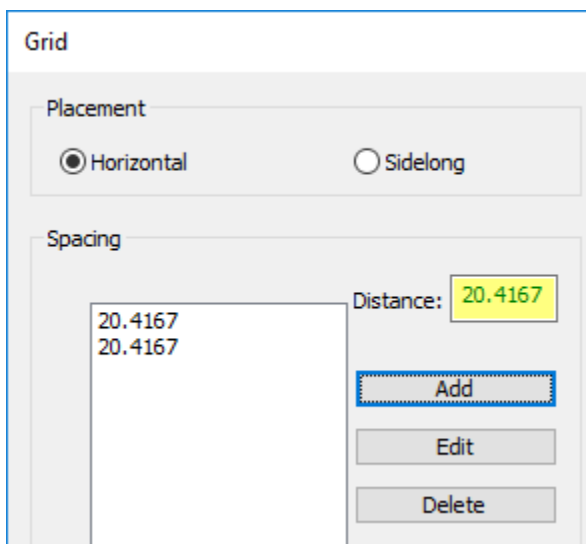 Grid
Placement
Horizontal
Sidelong
Spacing
Distance: 20.4167
20.4167
20.4167
Add
Edit
Delete